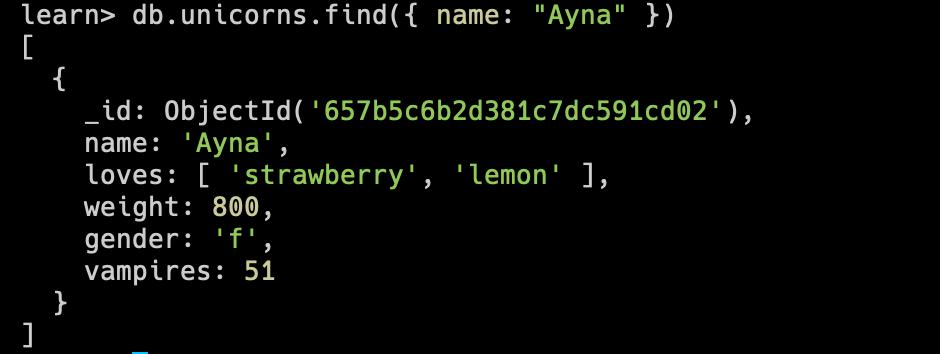 learn> db.unicorns.find({ name: "Ayna" })
[
  {
    _id: ObjectId('657b5c6b2d381c7dc591cd02'),
    name: 'Ayna',
    loves: [ 'strawberry', 'lemon' ],
    weight: 800,
    gender: 'f',
    vampires: 51
  }
]